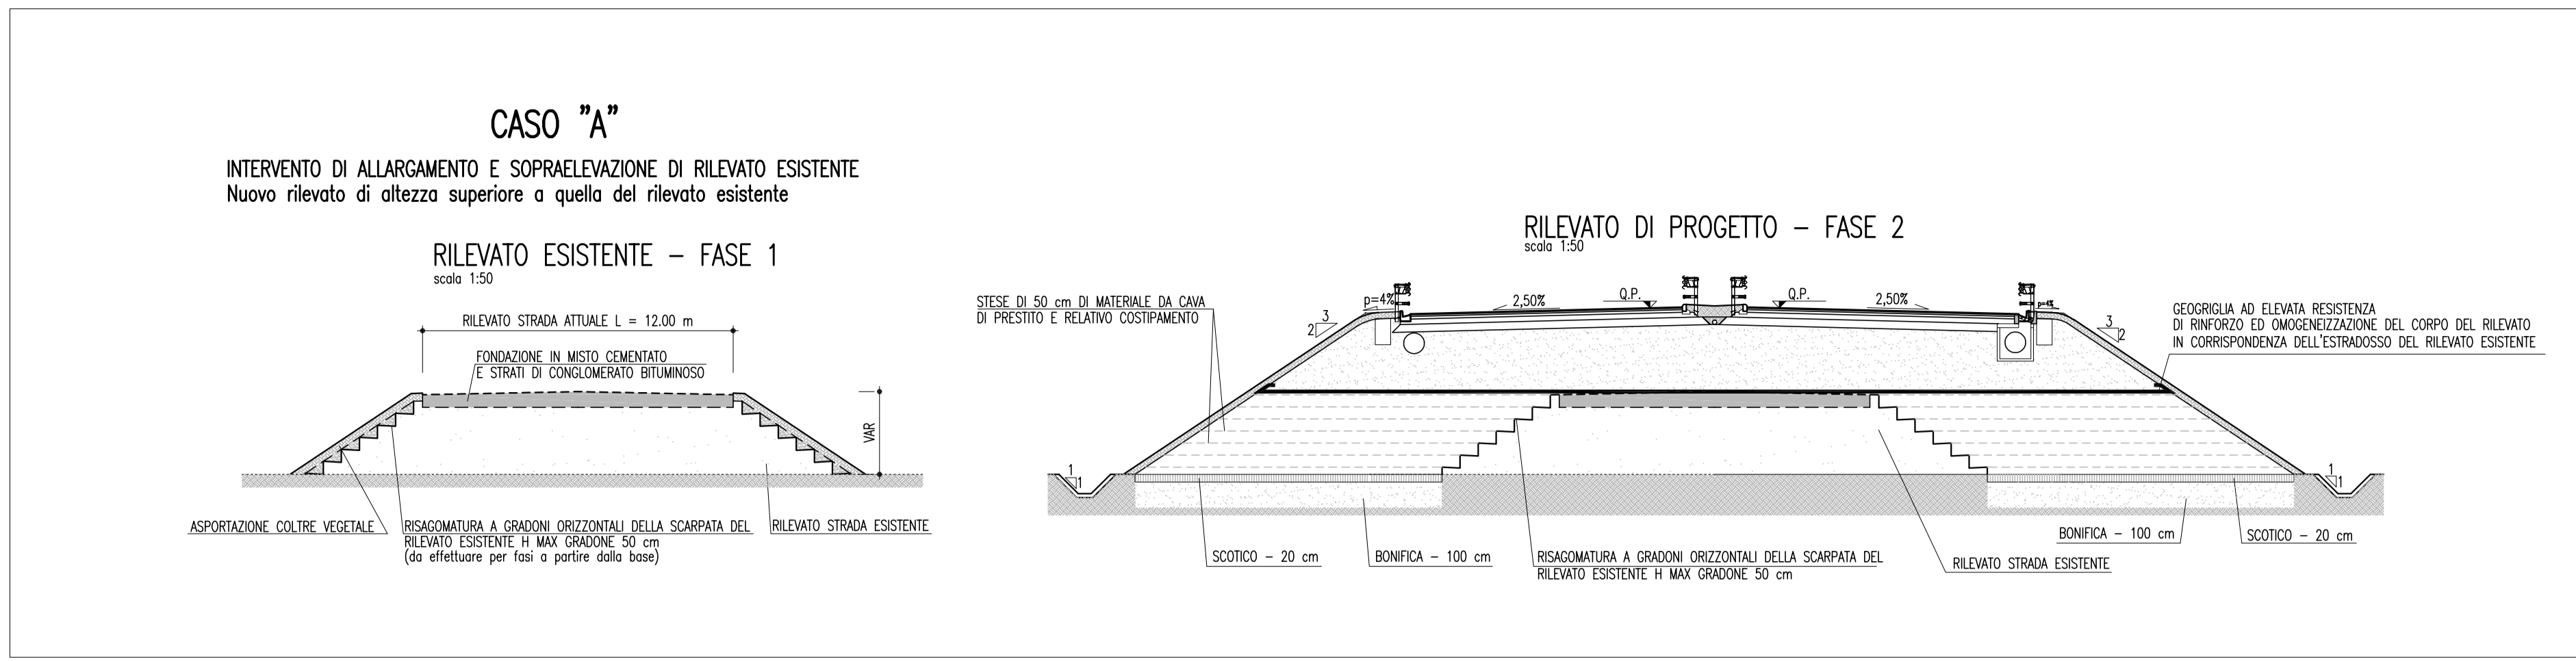 CASO "A"
INTERVENTO DI ALLARGAMENTO E SOPRAELEVAZIONE DI RILEVATO ESISTENTE
Nuovo rilevato di altezza superiore a quella del rilevato esistente
RILEVATO ESISTENTE – FASE 1
scala 1:50
RILEVATO STRADA ATTUALE L = 12.00 m
FONDAZIONE IN MISTO CEMENTATO
E STRATI DI CONGLOMERATO BITUMINOSO
VAR
ASPORTAZIONE COLTRE VEGETALE
RISAGOMATURA A GRADONI ORIZZONTALI DELLA SCARPATA DEL
RILEVATO ESISTENTE H MAX GRADONE 50 cm
(da effettuare per fasi a partire dalla base)
RILEVATO STRADA ESISTENTE
RILEVATO DI PROGETTO – FASE 2
scala 1:50
STESE DI 50 cm DI MATERIALE DA CAVA
DI PRESTITO E RELATIVO COSTIPAMENTO
p=4%
3
2
2,50%
Q.P.
Q.P.
2,50%
p=4%
3
2
GEOGRIGLIA AD ELEVATA RESISTENZA
DI RINFORZO ED OMOGENEIZZAZIONE DEL CORPO DEL RILEVATO
IN CORRISPONDENZA DELL'ESTRADOSSO DEL RILEVATO ESISTENTE
1
1
1
1
SCOTICO – 20 cm
BONIFICA – 100 cm
RISAGOMATURA A GRADONI ORIZZONTALI DELLA SCARPATA DEL
RILEVATO ESISTENTE H MAX GRADONE 50 cm
RILEVATO STRADA ESISTENTE
BONIFICA – 100 cm
SCOTICO – 20 cm